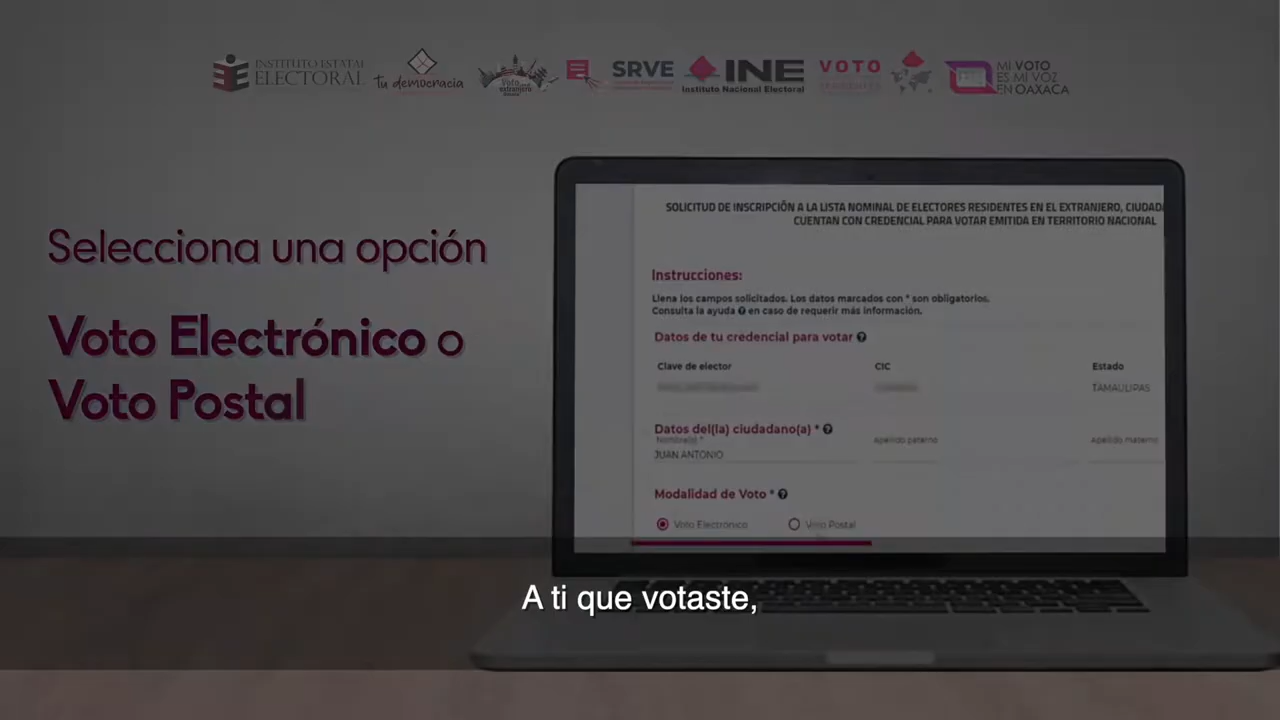 INSTITUTO ESTATAL
ELECTORAL
Tu democracia
Voto
extranjero
SRVE
INE
Instituto Nacional Electoral
VOTO
MI VOTO
ES MI VOZ
EN OAXACA
Selecciona una opción
Voto Electrónico o
Voto Postal
SOLICITUD DE INSCRIPCIÓN A LA LISTA NOMINAL DE ELECTORES RESIDENTES EN EL EXTRANJERO, CIUDAD
CUENTAN CON CREDENCIAL PARA VOTAR EMITIDA EN TERRITORIO NACIONAL
Instrucciones:
Llena los campos solicitados. Los datos marcados con * son obligatorios.
Consulta la ayuda ? en caso de requerir más información.
Datos de tu credencial para votar ?
Clave de elector CIC Estado
TAMAULIPAS
Datos del(la) ciudadano(a) * ?
Nombre(s) * Apellido paterno Apellido materno
JUAN ANTONIO
Modalidad de Voto * ?
Voto Electrónico Voto Postal
A ti que votaste,